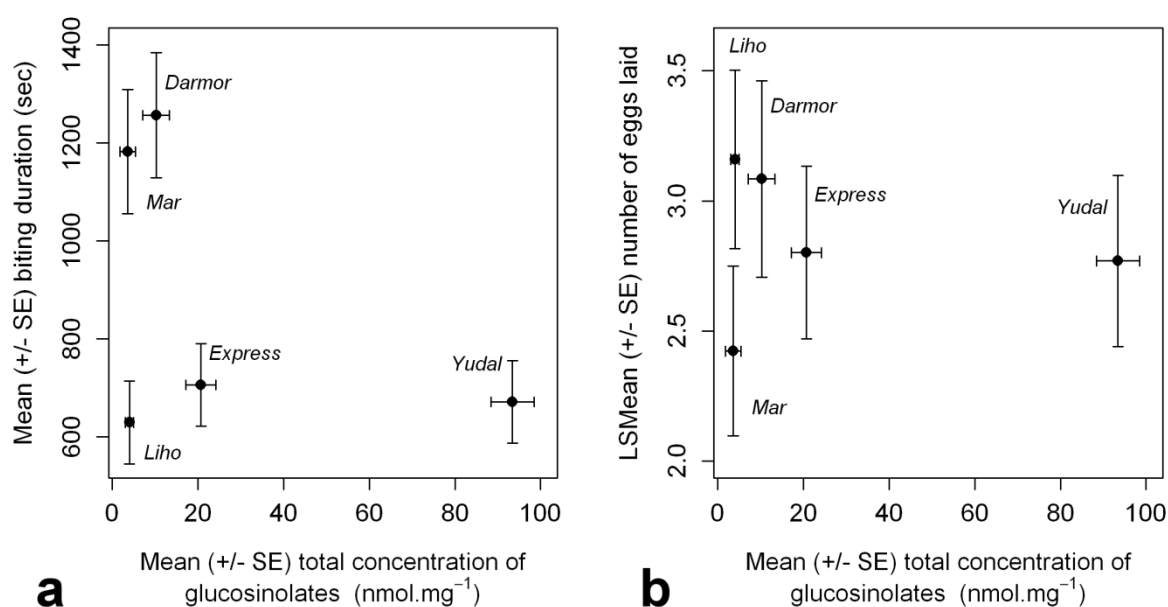 Mean (+/- SE) biting duration (sec)
1400
1200
1000
800
600
Darmor
Mar
Express
Yudal
Liho
0 20 40 60 80 100
Mean (+/- SE) total concentration of
glucosinolates (nmol.mg⁻¹)
a
LSMean (+/- SE) number of eggs laid
3.5
3.0
2.5
2.0
Liho
Darmor
Express
Yudal
Mar
0 20 40 60 80 100
Mean (+/- SE) total concentration of
glucosinolates (nmol.mg⁻¹)
b